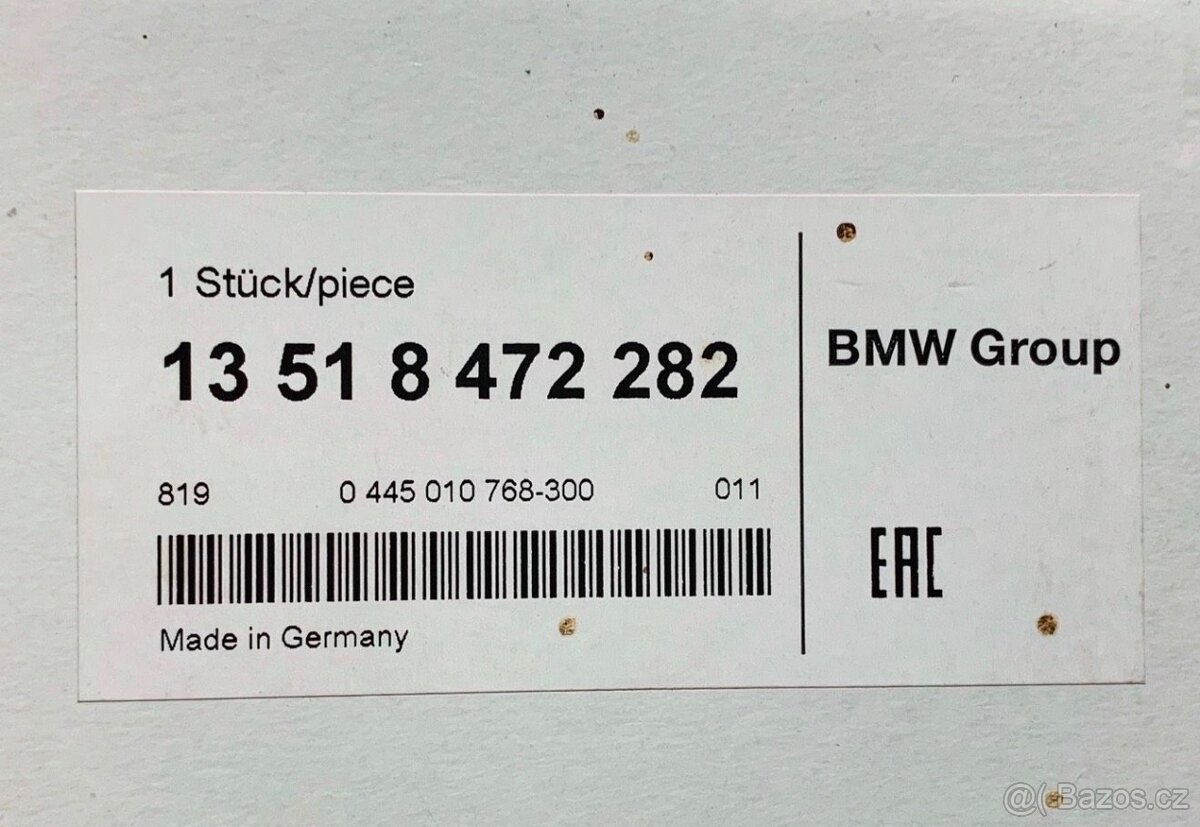 1 Stück/piece
13 51 8 472 282
819 0 445 010 768-300 011
Made in Germany
BMW Group
EAC
@( Bazos.cz